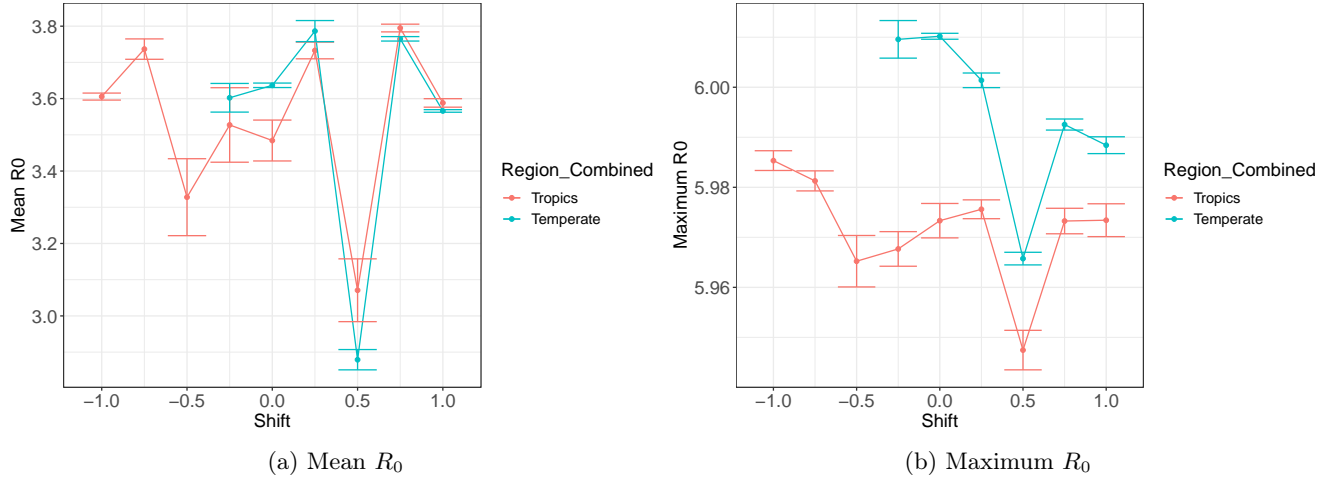 3.8
3.6
3.4
3.2
3.0
Mean R0
−1.0 −0.5 0.0 0.5 1.0
Shift
Region_Combined
Tropics
Temperate
(a) Mean R0
6.00
5.98
5.96
Maximum R0
−1.0 −0.5 0.0 0.5 1.0
Shift
Region_Combined
Tropics
Temperate
(b) Maximum R0